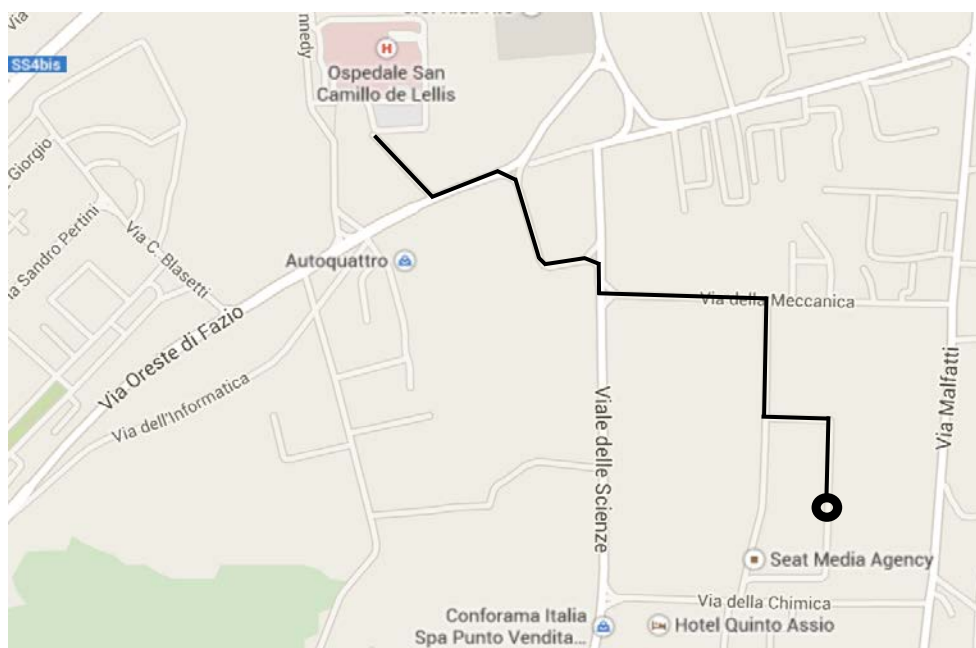 Via
nnedy
SS4bis
H
Ospedale San
Camillo de Lellis
Giorgio
Sandro Pertini
Via C. Blasetti
Autoquattro
Via della Meccanica
Via Oreste di Fazio
Via dell'Informatica
Viale delle Scienze
Via Malfatti
Seat Media Agency
Via della Chimica
Conforama Italia
Spa Punto Vendita...
Hotel Quinto Assio